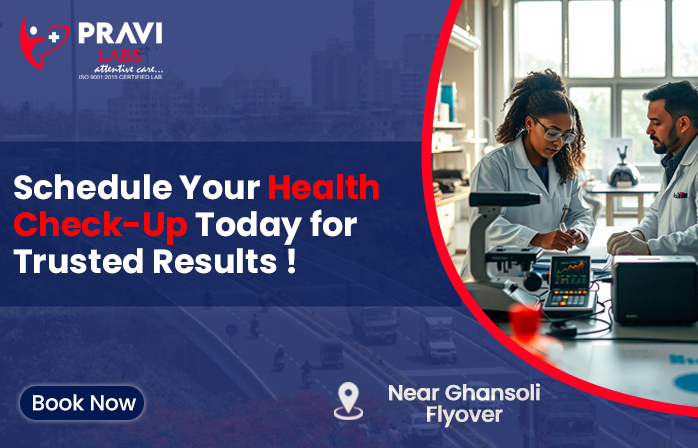 PRAVI
LABS
attentive care...
ISO 9001:2015 CERTIFIED LAB
Schedule Your Health
Check-Up Today for
Trusted Results !
Book Now
Near Ghansoli
Flyover